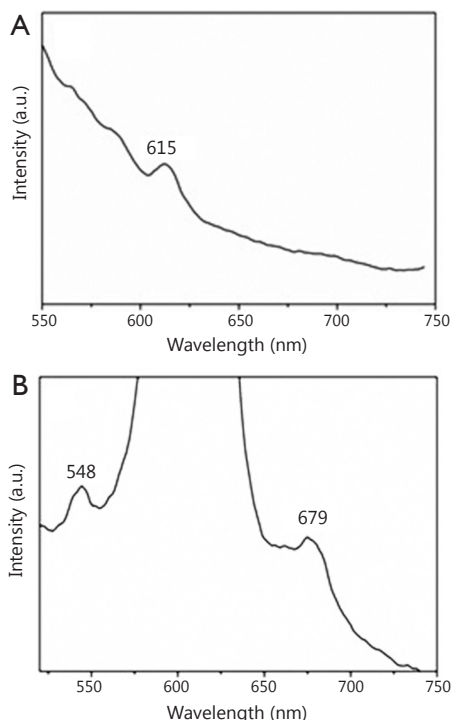 A
Intensity (a.u.)
615
550 600 650 700 750
Wavelength (nm)
B
Intensity (a.u.)
548
679
550 600 650 700 750
Wavelength (nm)